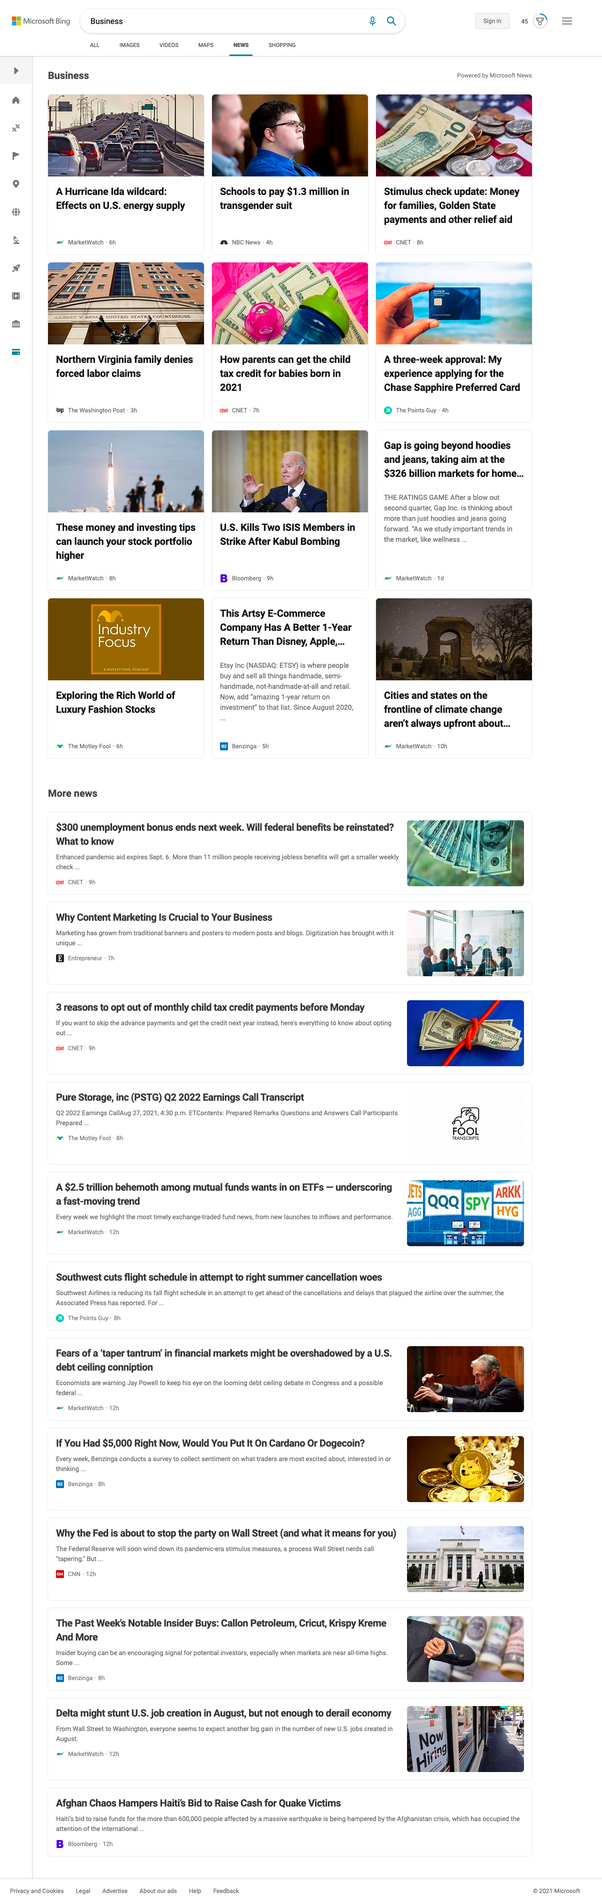 Microsoft Bing
Business
Sign in
45
ALL IMAGES VIDEOS MAPS NEWS SHOPPING
Business
Powered by Microsoft News
A Hurricane Ida wildcard:
Effects on U.S. energy supply
MarketWatch · 6h
Schools to pay $1.3 million in
transgender suit
NBC News · 4h
10
Stimulus check update: Money
for families, Golden State
payments and other relief aid
CNET · 8h
ALBERT V. BRYAN UNITED STATES COURTHOUSE
Northern Virginia family denies
forced labor claims
The Washington Post · 3h
How parents can get the child
tax credit for babies born in
2021
CNET · 7h
A three-week approval: My
experience applying for the
Chase Sapphire Preferred Card
The Points Guy · 4h
These money and investing tips
can launch your stock portfolio
higher
MarketWatch · 8h
U.S. Kills Two ISIS Members in
Strike After Kabul Bombing
Bloomberg · 9h
Gap is going beyond hoodies
and jeans, taking aim at the
$326 billion markets for home...
THE RATINGS GAME After a blow out
second quarter, Gap Inc. is thinking about
more than just hoodies and jeans going
forward. "As we study important trends in
the market, like wellness ...
MarketWatch · 1d
Industry
Focus
A MOTLEY FOOL PODCAST
Exploring the Rich World of
Luxury Fashion Stocks
The Motley Fool · 6h
This Artsy E-Commerce
Company Has A Better 1-Year
Return Than Disney, Apple,...
Etsy Inc (NASDAQ: ETSY) is where people
buy and sell all things handmade, semi-
handmade, not-handmade-at-all and retail.
Now, add "amazing 1-year return on
investment" to that list. Since August 2020,
...
Benzinga · 5h
Cities and states on the
frontline of climate change
aren't always upfront about...
MarketWatch · 10h
More news
$300 unemployment bonus ends next week. Will federal benefits be reinstated?
What to know
Enhanced pandemic aid expires Sept. 6. More than 11 million people receiving jobless benefits will get a smaller weekly
check ...
CNET · 9h
Why Content Marketing Is Crucial to Your Business
Marketing has grown from traditional banners and posters to modern posts and blogs. Digitization has brought with it
unique ...
Entrepreneur · 7h
3 reasons to opt out of monthly child tax credit payments before Monday
If you want to skip the advance payments and get the credit next year instead, here's everything to know about opting
out ...
CNET · 9h
Pure Storage, inc (PSTG) Q2 2022 Earnings Call Transcript
Q2 2022 Earnings CallAug 27, 2021, 4:30 p.m. ETContents: Prepared Remarks Questions and Answers Call Participants
Prepared ...
The Motley Fool · 8h
FOOL
TRANSCRIPTS
A $2.5 trillion behemoth among mutual funds wants in on ETFs — underscoring
a fast-moving trend
Every week we highlight the most timely exchange-traded fund news, from new launches to inflows and performance.
MarketWatch · 12h
JETS QQQ SPY ARKK
AGG HYG
Southwest cuts flight schedule in attempt to right summer cancellation woes
Southwest Airlines is reducing its fall flight schedule in an attempt to get ahead of the cancellations and delays that plagued the airline over the summer, the
Associated Press has reported. For ...
The Points Guy · 8h
Fears of a 'taper tantrum' in financial markets might be overshadowed by a U.S.
debt ceiling conniption
Economists are warning Jay Powell to keep his eye on the looming debt ceiling debate in Congress and a possible
federal ...
MarketWatch · 12h
If You Had $5,000 Right Now, Would You Put It On Cardano Or Dogecoin?
Every week, Benzinga conducts a survey to collect sentiment on what traders are most excited about, interested in or
thinking ...
Benzinga · 8h
Why the Fed is about to stop the party on Wall Street (and what it means for you)
The Federal Reserve will soon wind down its pandemic-era stimulus measures, a process Wall Street nerds call
"tapering." But ...
CNN · 12h
The Past Week's Notable Insider Buys: Callon Petroleum, Cricut, Krispy Kreme
And More
Insider buying can be an encouraging signal for potential investors, especially when markets are near all-time highs.
Some ...
Benzinga · 8h
Delta might stunt U.S. job creation in August, but not enough to derail economy
From Wall Street to Washington, everyone seems to expect another big gain in the number of new U.S. jobs created in
August.
MarketWatch · 12h
Now
Hiring
Afghan Chaos Hampers Haiti's Bid to Raise Cash for Quake Victims
Haiti's bid to raise funds for the more than 600,000 people affected by a massive earthquake is being hampered by the Afghanistan crisis, which has occupied the
attention of the international ...
Bloomberg · 12h
Privacy and Cookies Legal Advertise About our ads Help Feedback
© 2021 Microsoft